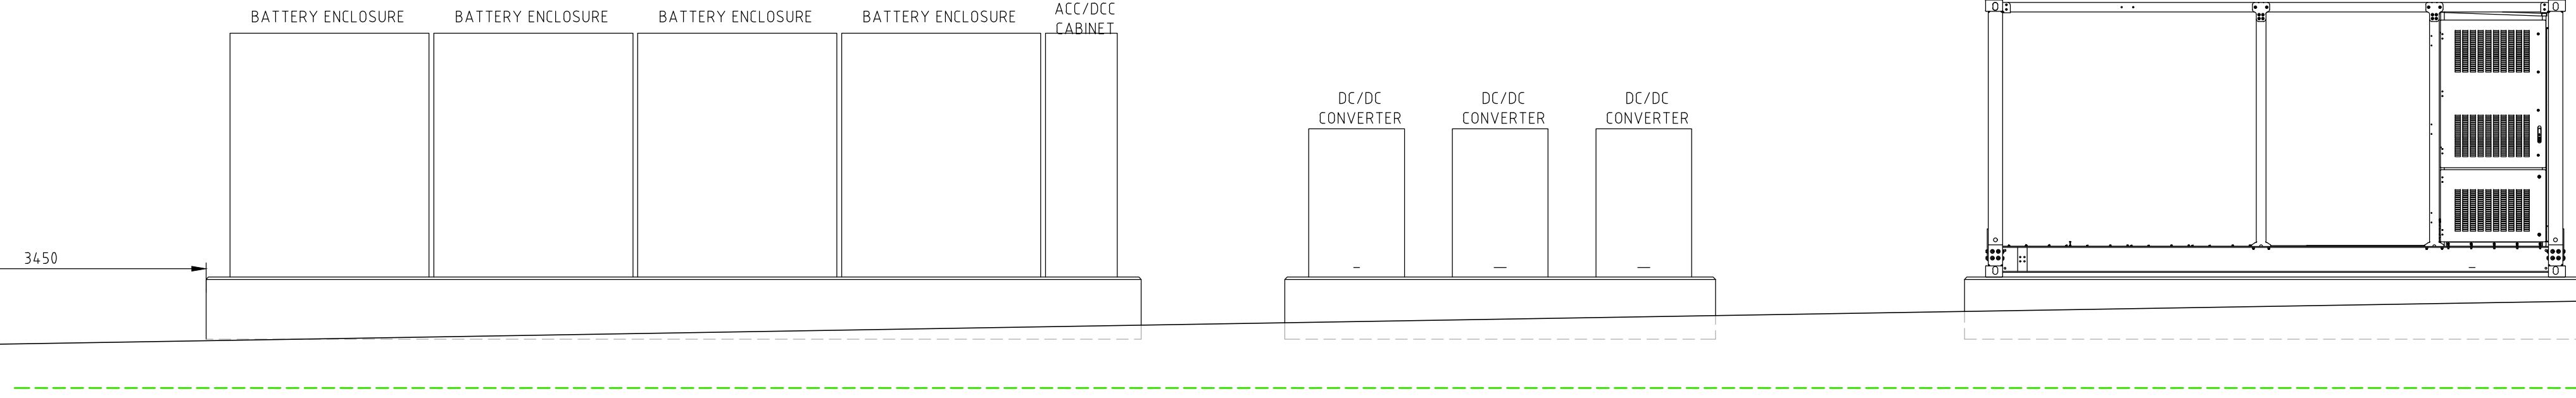 BATTERY ENCLOSURE
BATTERY ENCLOSURE
BATTERY ENCLOSURE
BATTERY ENCLOSURE
ACC/DCC
CABINET
DC/DC
CONVERTER
DC/DC
CONVERTER
DC/DC
CONVERTER
3450